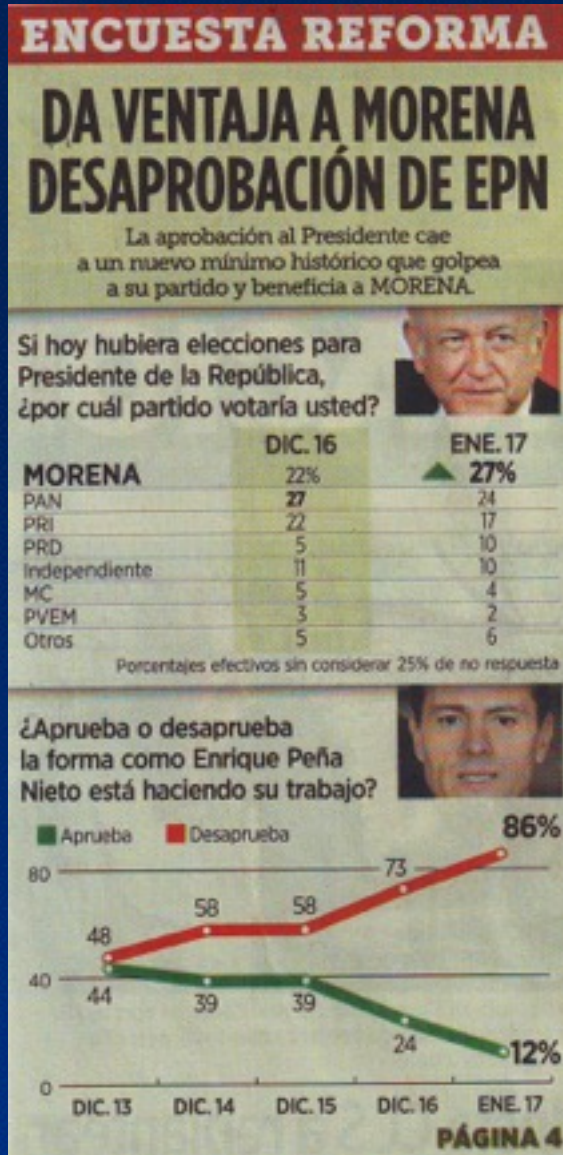 ENCUESTA REFORMA
DA VENTAJA A MORENA
DESAPROBACIÓN DE EPN
La aprobación al Presidente cae
a un nuevo mínimo histórico que golpea
a su partido y beneficia a MORENA.
Si hoy hubiera elecciones para
Presidente de la República,
¿por cuál partido votaría usted?
DIC. 16 ENE. 17
MORENA 22% 27%
PAN 27 24
PRI 22 17
PRD 5 10
Independiente 11 10
MC 5 4
PVEM 3 2
Otros 5 6
Porcentajes efectivos sin considerar 25% de no respuesta
¿Aprueba o desaprueba
la forma como Enrique Peña
Nieto está haciendo su trabajo?
Aprueba Desaprueba
86%
80
73
58 58
48
40
44
39 39
24
12%
0
DIC. 13 DIC. 14 DIC. 15 DIC. 16 ENE. 17
PÁGINA 4